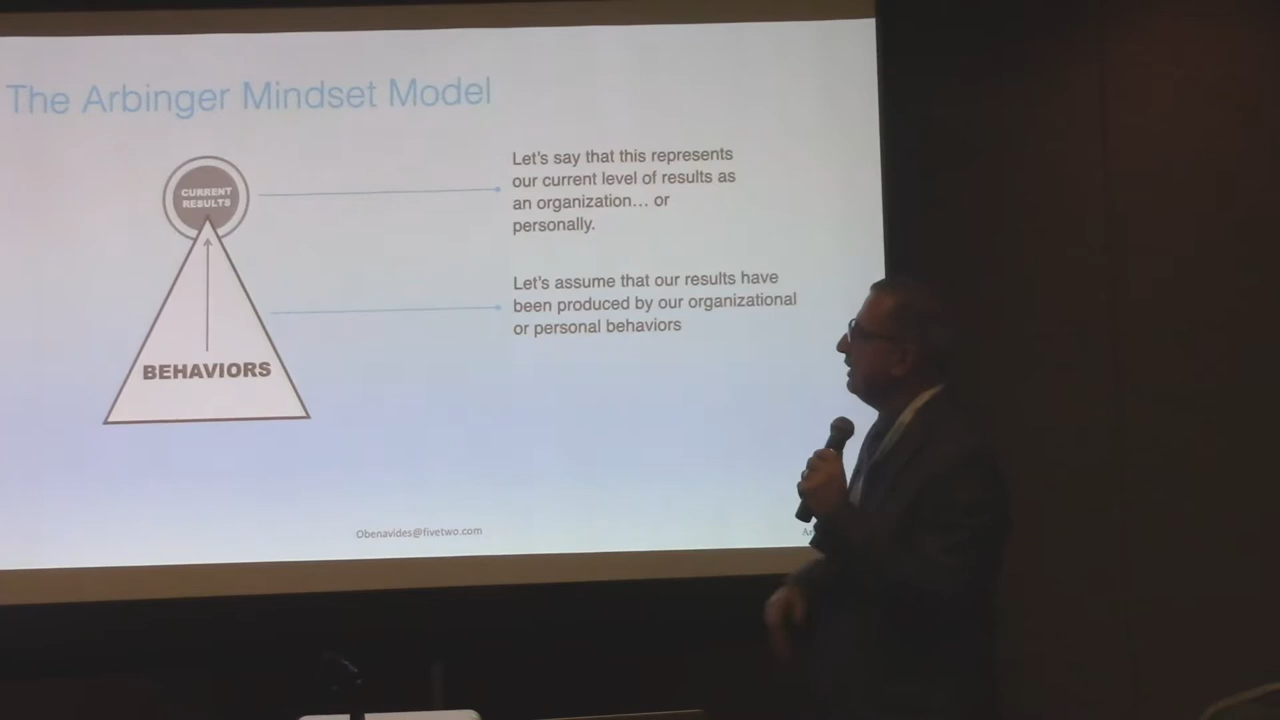 The Arbinger Mindset Model
CURRENT
RESULTS
Let's say that this represents
our current level of results as
an organization... or
personally.
Let's assume that our results have
been produced by our organizational
or personal behaviors
BEHAVIORS
Obenavides@fivetwo.com